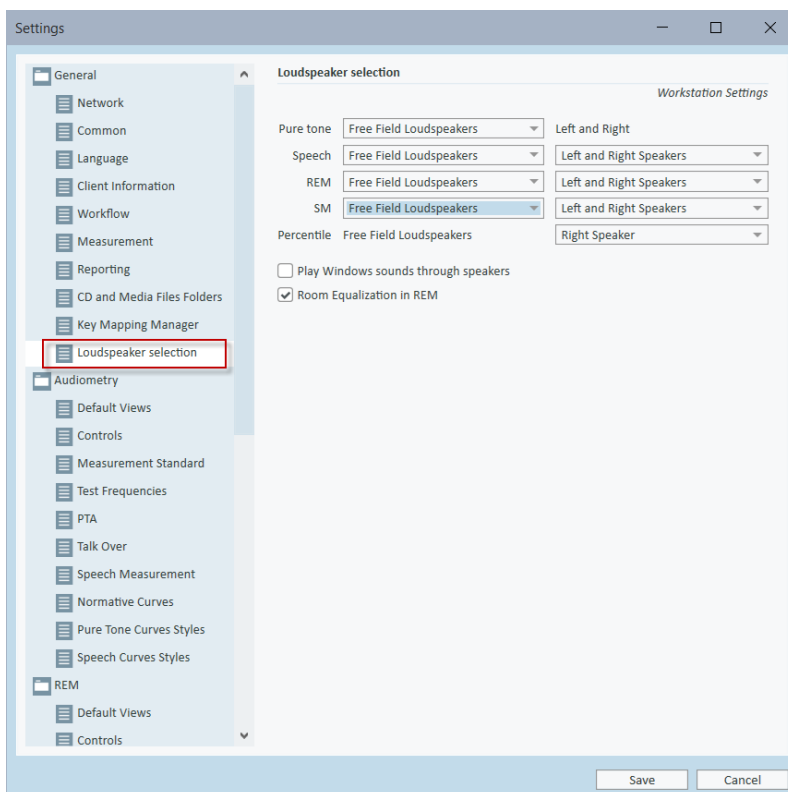 Settings
General
Network
Common
Language
Client Information
Workflow
Measurement
Reporting
CD and Media Files Folders
Key Mapping Manager
Loudspeaker selection
Audiometry
Default Views
Controls
Measurement Standard
Test Frequencies
PTA
Talk Over
Speech Measurement
Normative Curves
Pure Tone Curves Styles
Speech Curves Styles
REM
Default Views
Controls
Loudspeaker selection
Workstation Settings
Pure tone Free Field Loudspeakers Left and Right
Speech Free Field Loudspeakers Left and Right Speakers
REM Free Field Loudspeakers Left and Right Speakers
SM Free Field Loudspeakers Left and Right Speakers
Percentile Free Field Loudspeakers Right Speaker
Play Windows sounds through speakers
Room Equalization in REM
Save Cancel